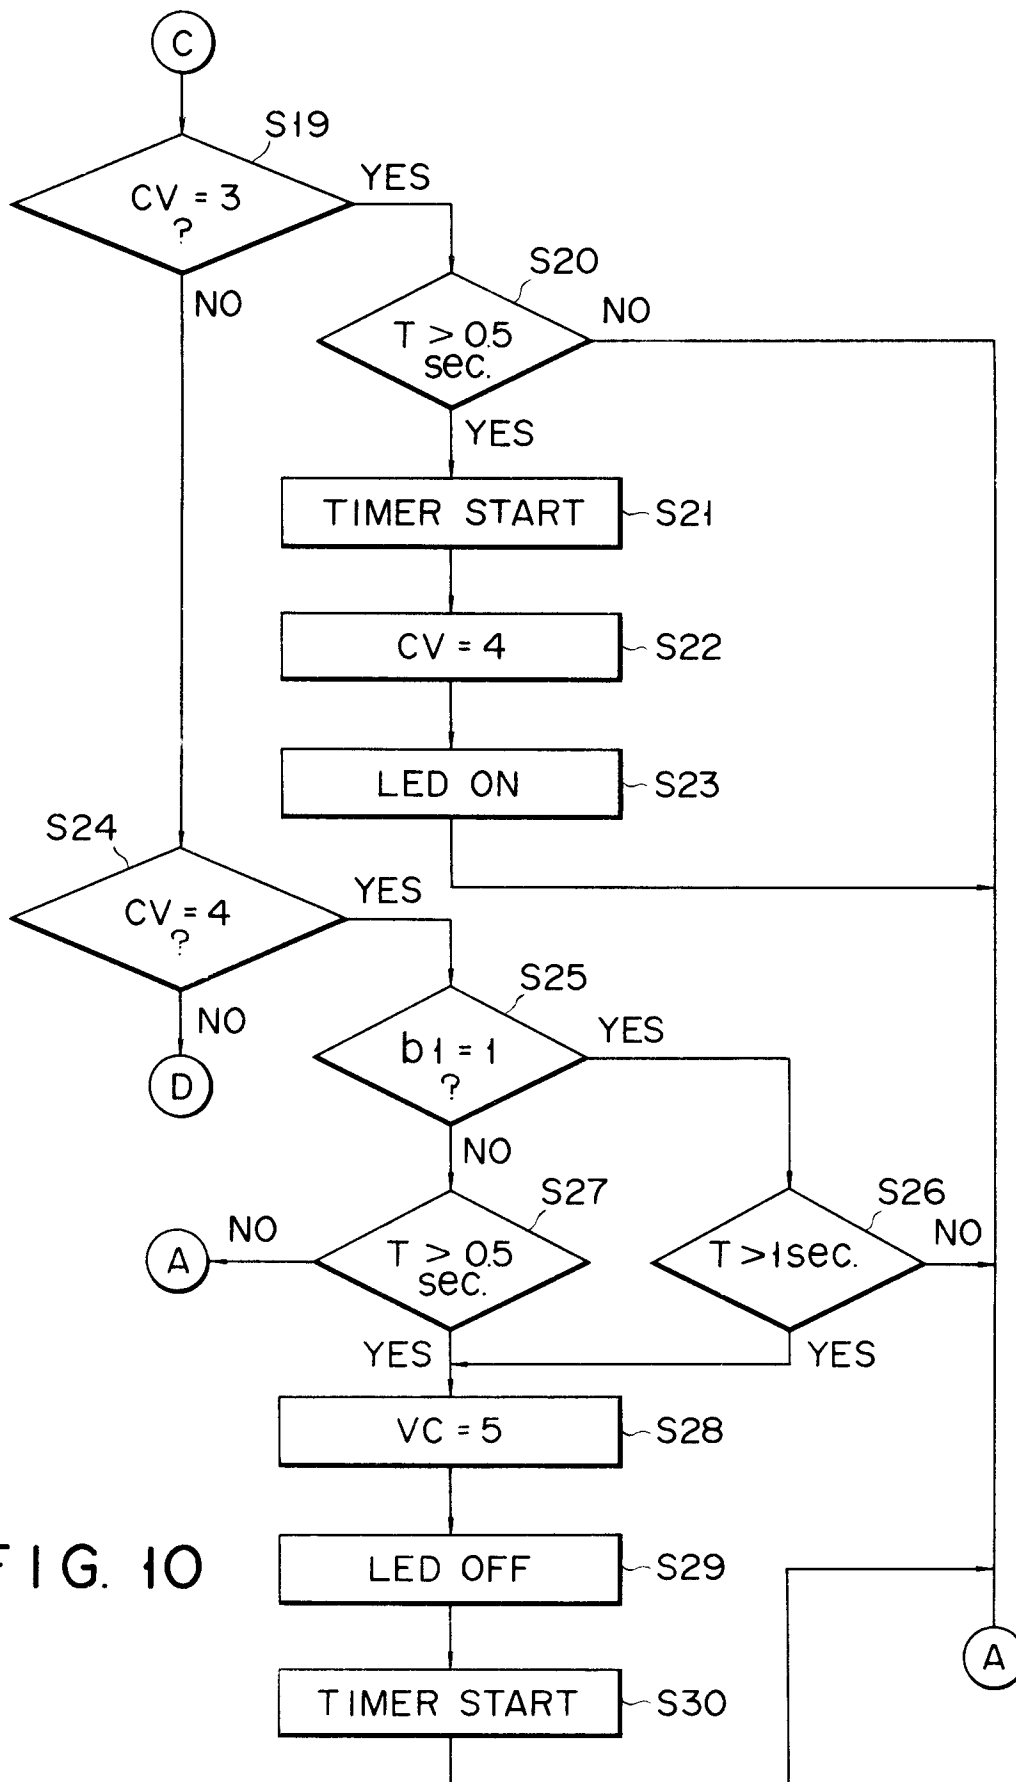 C
S19
CV = 3
?
YES
NO
S20
T > 0.5
sec.
NO
YES
TIMER START
S21
CV = 4
S22
LED ON
S23
S24
CV = 4
?
YES
NO
D
S25
b1 = 1
?
YES
NO
S27
T > 0.5
sec.
NO
A
YES
S26
T > 1sec.
NO
YES
VC = 5
S28
LED OFF
S29
FIG. 10
A
TIMER START
S30